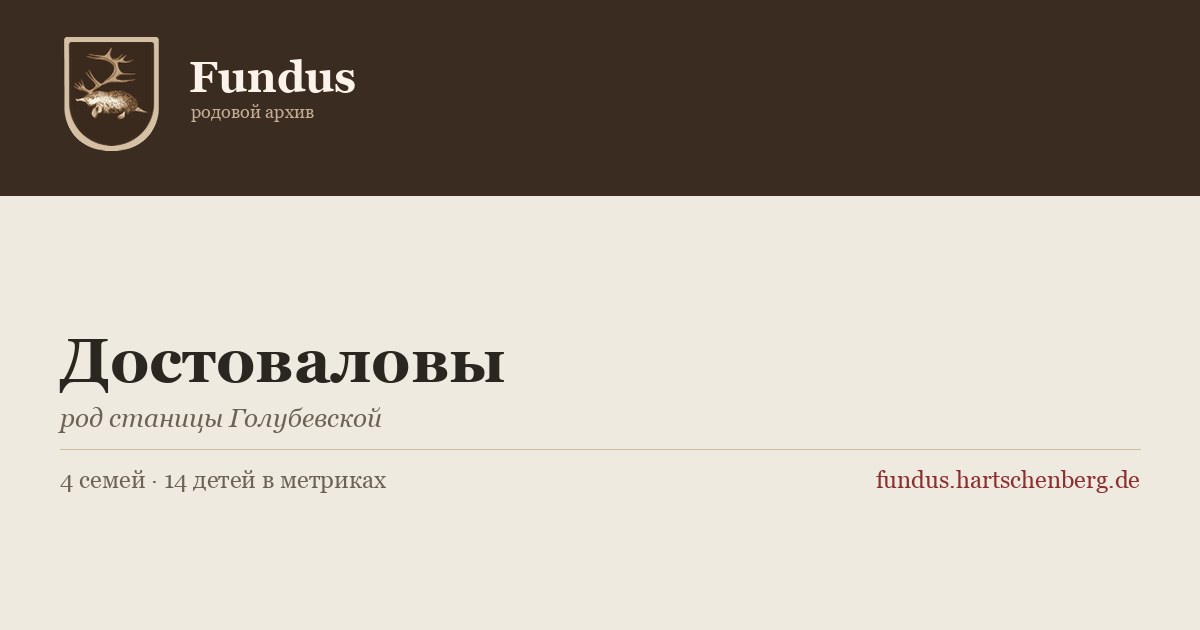 Fundus
родовой архив
Достоваловы
род станицы Голубевской
4 семей · 14 детей в метриках
fundus.hartschenberg.de